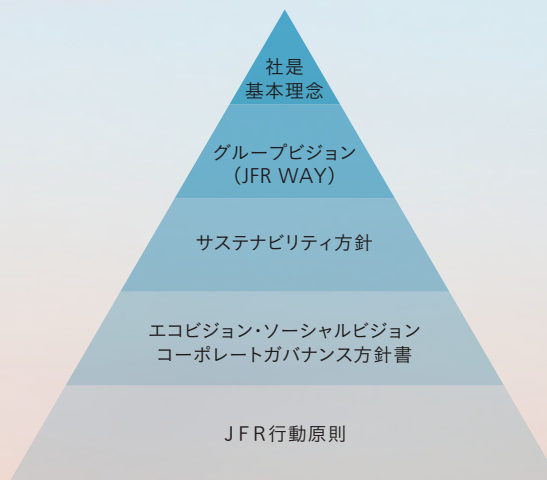 社是
基本理念
グループビジョン
（JFR WAY）
サステナビリティ方針
エコビジョン・ソーシャルビジョン
コーポレートガバナンス方針書
JFR行動原則